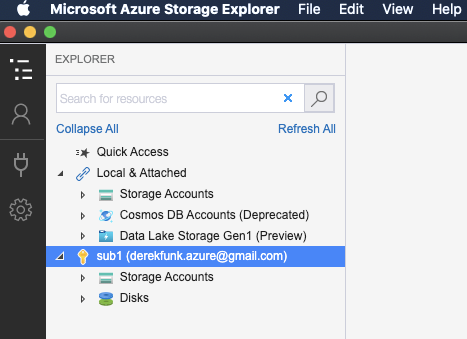 Microsoft Azure Storage Explorer File Edit View Help
EXPLORER
Search for resources
Collapse All Refresh All
Quick Access
Local & Attached
Storage Accounts
Cosmos DB Accounts (Deprecated)
Data Lake Storage Gen1 (Preview)
sub1 (derekfunk.azure@gmail.com)
Storage Accounts
Disks